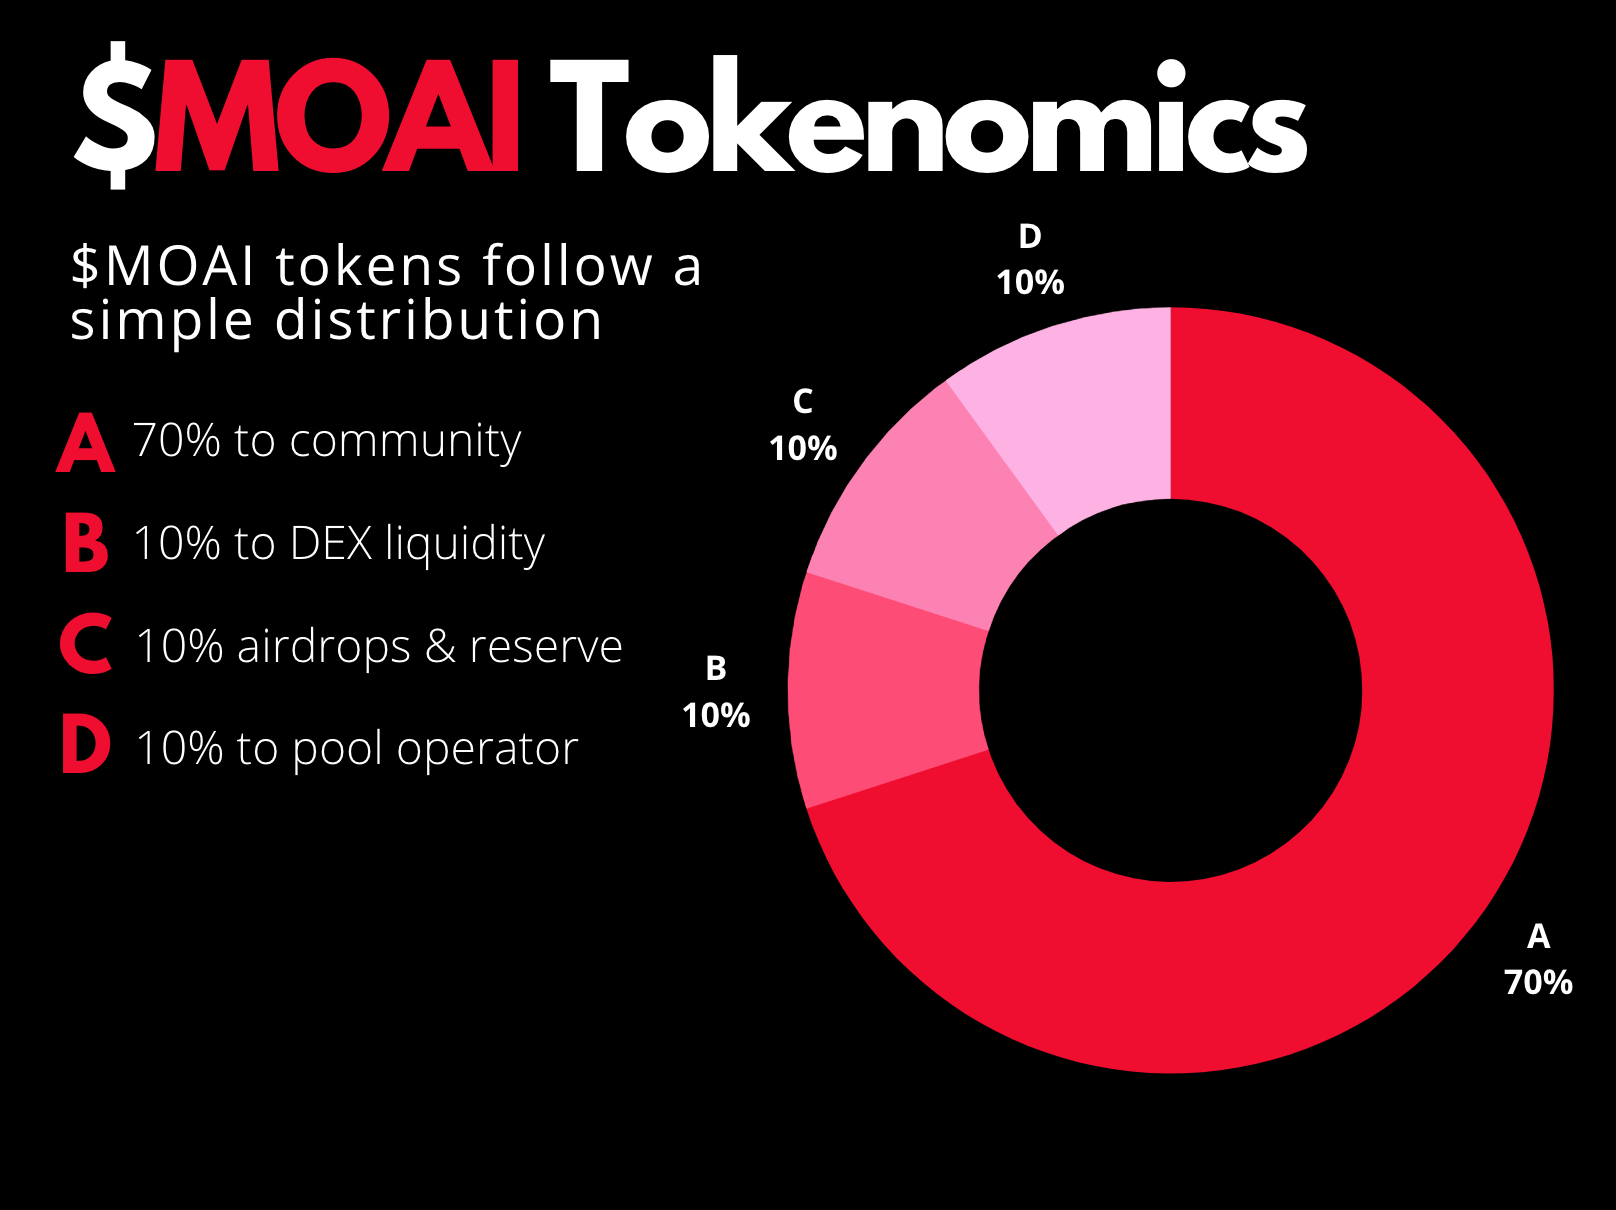 $MOAI Tokenomics
$MOAI tokens follow a
simple distribution
A 70% to community
B 10% to DEX liquidity
C 10% airdrops & reserve
D 10% to pool operator
D
10%
C
10%
B
10%
A
70%